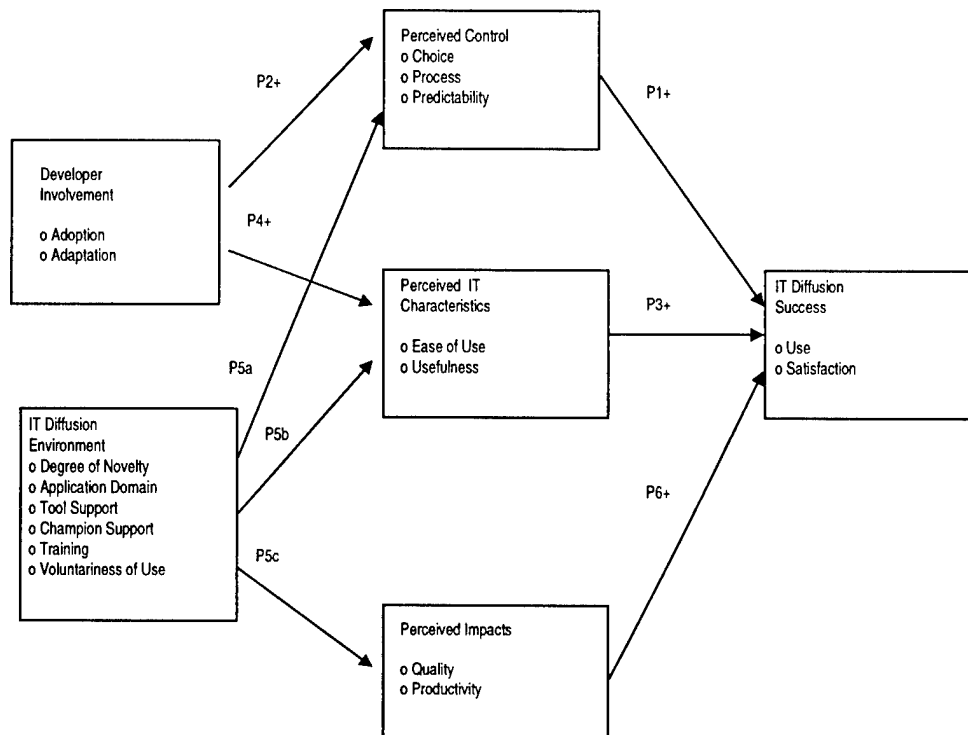 Perceived Control
o Choice
o Process
o Predictability
P2+
P1+
Developer
Involvement
o Adoption
o Adaptation
P4+
Perceived IT
Characteristics
o Ease of Use
o Usefulness
P3+
IT Diffusion
Success
o Use
o Satisfaction
P5a
IT Diffusion
Environment
o Degree of Novelty
o Application Domain
o Tool Support
o Champion Support
o Training
o Voluntariness of Use
P5b
P6+
P5c
Perceived Impacts
o Quality
o Productivity